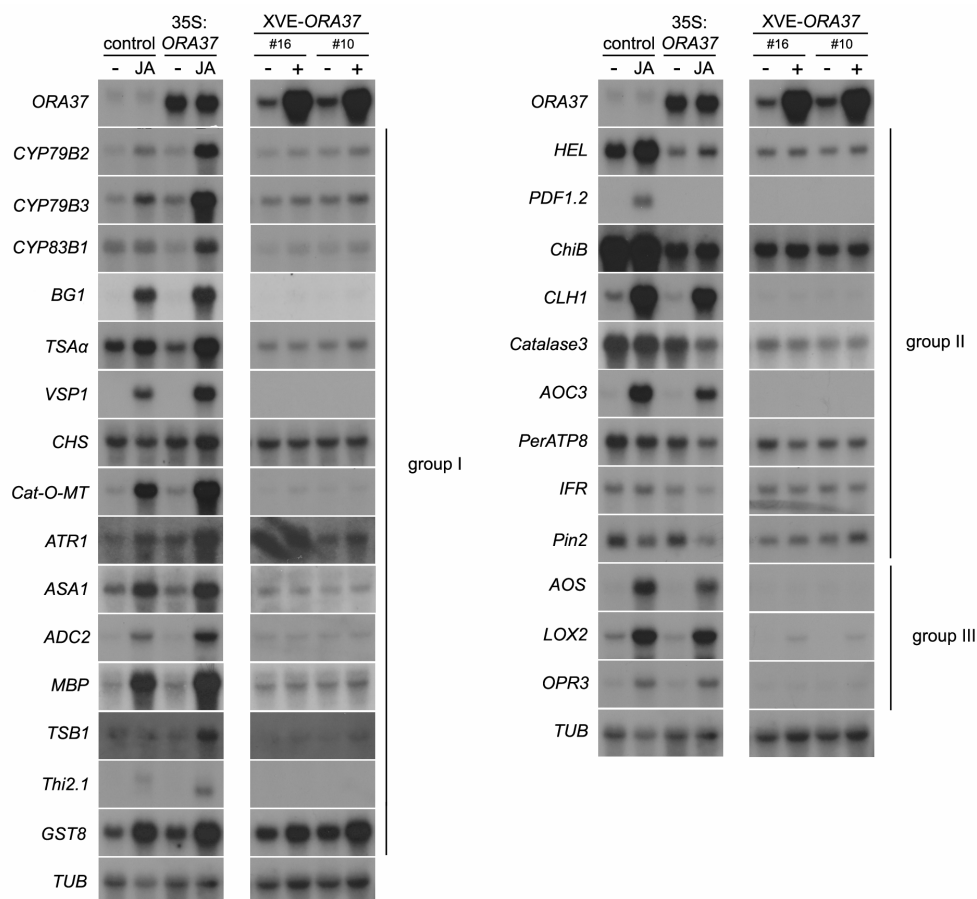 control
35S:
ORA37
XVE-ORA37
#16 #10
- JA - JA - + - +
ORA37
CYP79B2
CYP79B3
CYP83B1
BG1
TSAα
VSP1
CHS
Cat-O-MT
ATR1
ASA1
ADC2
MBP
TSB1
Thi2.1
GST8
TUB
group I
control
35S:
ORA37
XVE-ORA37
#16 #10
- JA - JA - + - +
ORA37
HEL
PDF1.2
ChiB
CLH1
Catalase3
AOC3
PerATP8
IFR
Pin2
AOS
LOX2
OPR3
TUB
group II
group III